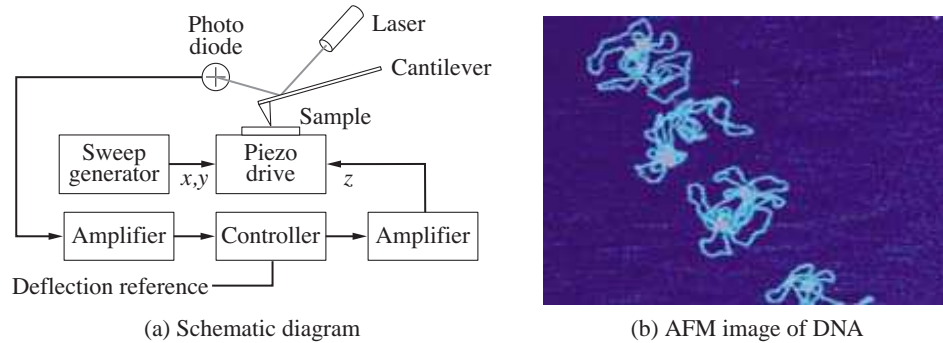 Photo
diode
Laser
Cantilever
Sample
Sweep
generator
x,y
Piezo
drive
z
Amplifier
Controller
Amplifier
Deflection reference
(a) Schematic diagram
(b) AFM image of DNA